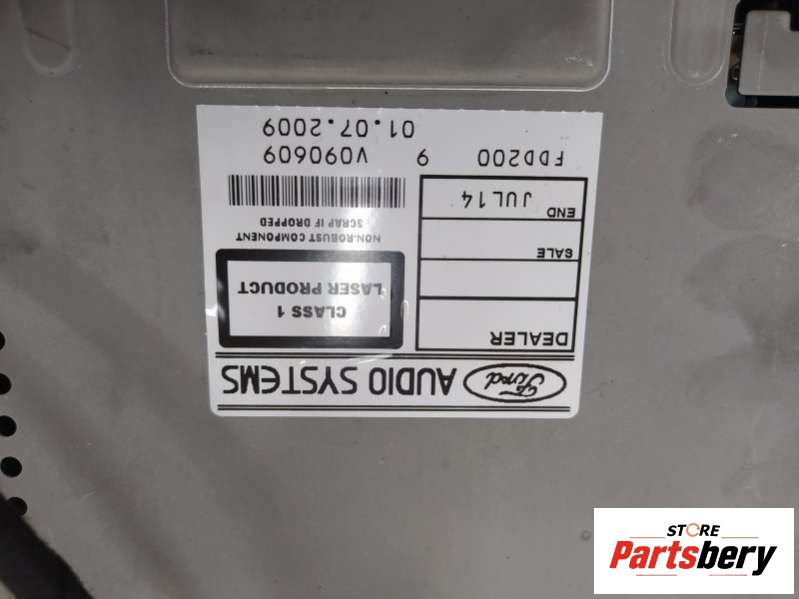 Ford AUDIO SYSTEMS
DEALER
SALE
END JUL14
CLASS 1
LASER PRODUCT
NON-ROBUST COMPONENT
SCRAP IF DROPPED
FDD200 9 V090609
01.07.2009
STORE
Partsbery